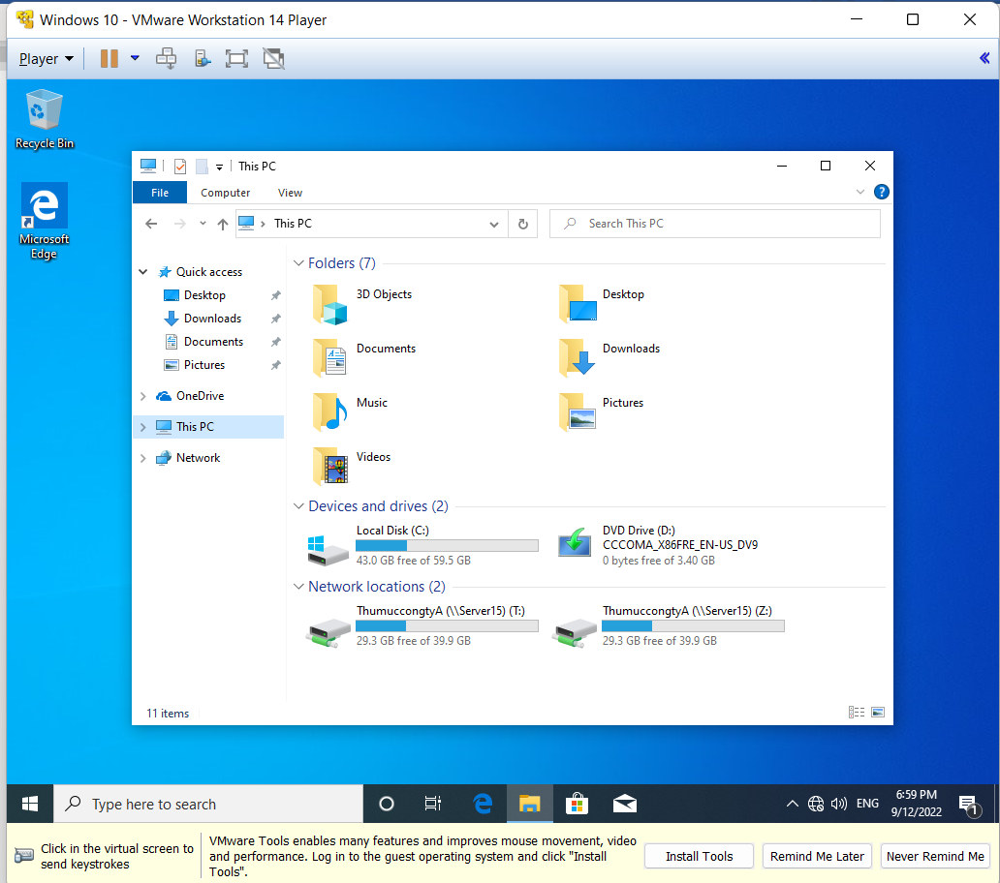 Windows 10 - VMware Workstation 14 Player
Player
Recycle Bin
Microsoft
Edge
This PC
File
Computer
View
?
This PC
Search This PC
Quick access
Desktop
Downloads
Documents
Pictures
OneDrive
This PC
Network
Folders (7)
3D Objects
Desktop
Documents
Downloads
Music
Pictures
Videos
Devices and drives (2)
Local Disk (C:)
43.0 GB free of 59.5 GB
DVD Drive (D:)
CCCOMA_X86FRE_EN-US_DV9
0 bytes free of 3.40 GB
Network locations (2)
ThumuccongtyA (\\Server15) (T:)
29.3 GB free of 39.9 GB
ThumuccongtyA (\\Server15) (Z:)
29.3 GB free of 39.9 GB
11 items
Type here to search
ENG
6:59 PM
9/12/2022
1
Click in the virtual screen to
send keystrokes
VMware Tools enables many features and improves mouse movement, video
and performance. Log in to the guest operating system and click "Install
Tools".
Install Tools
Remind Me Later
Never Remind Me